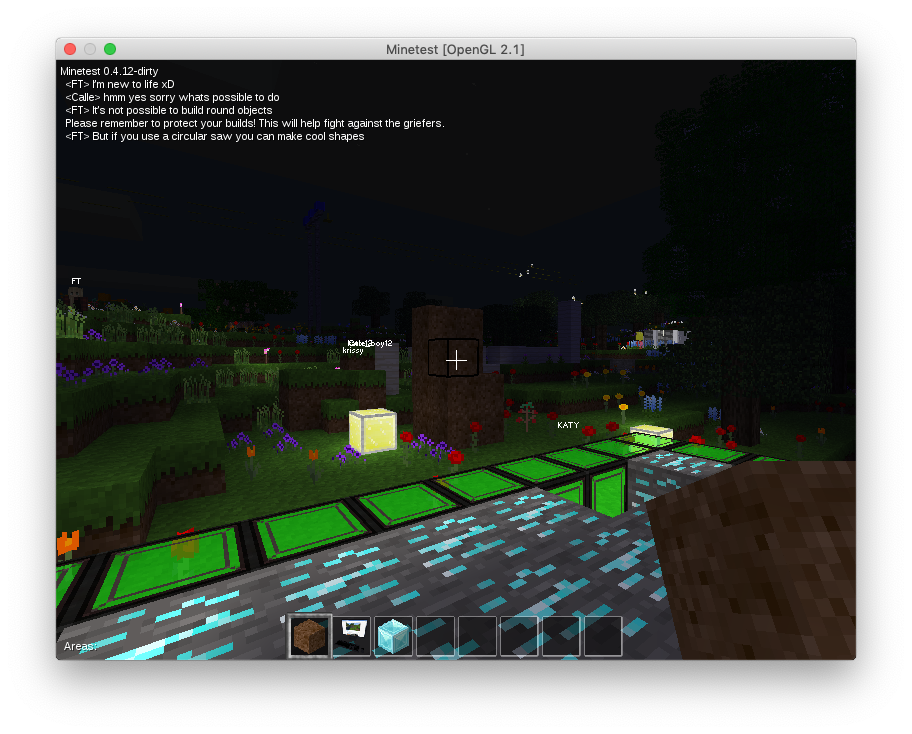 Minetest [OpenGL 2.1]
Minetest 0.4.12-dirty
<FT> I'm new to life xD
<Calle> hmm yes sorry whats possible to do
<FT> It's not possible to build round objects
Please remember to protect your builds! This will help fight against the griefers.
<FT> But if you use a circular saw you can make cool shapes
FT
krissy
KATY
Areas: